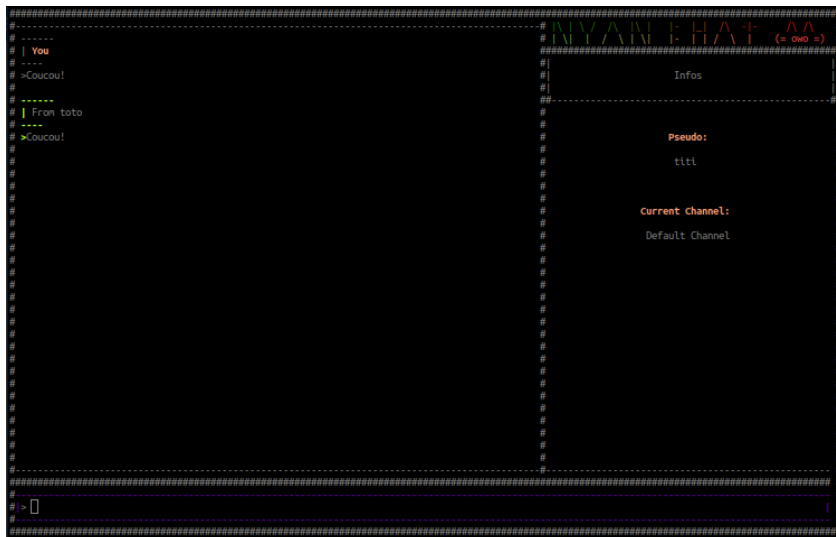 | You
>Coucou!
| From toto
>Coucou!
(= owo =)
Infos
Pseudo:
titi
Current Channel:
Default Channel
|>